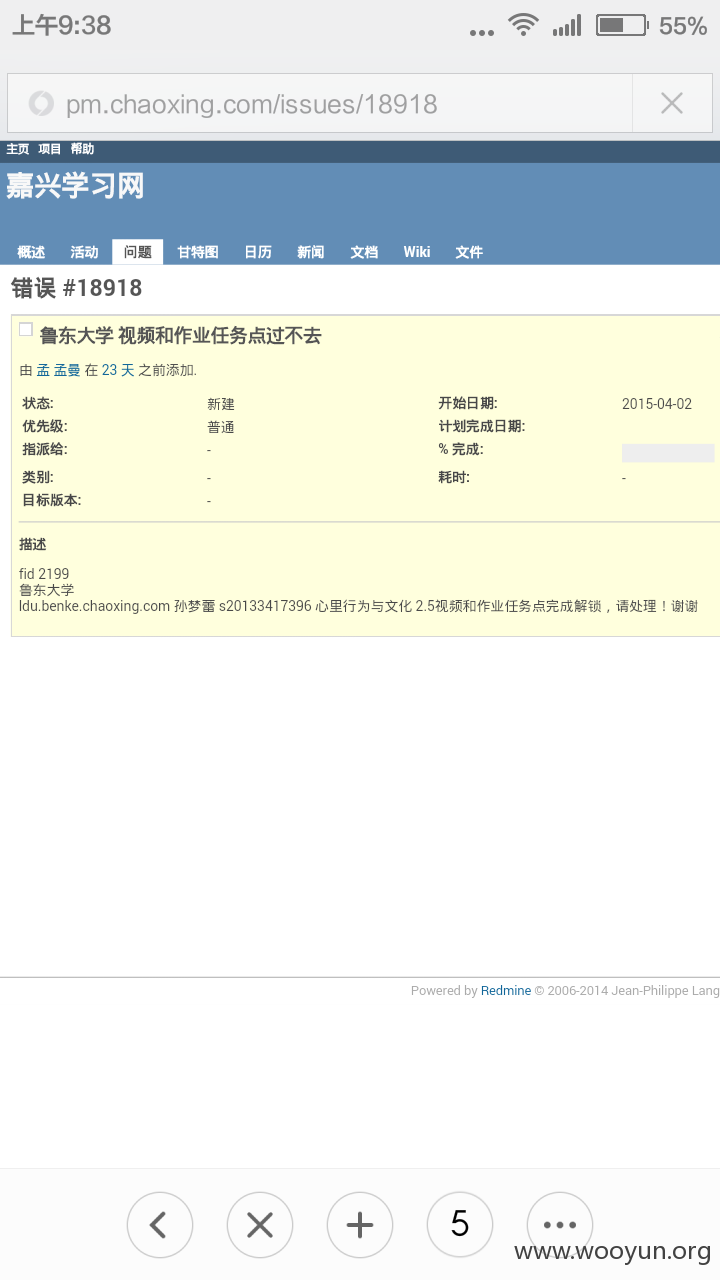 上午9:38
55%
pm.chaoxing.com/issues/18918
主页 项目 帮助
嘉兴学习网
概述 活动 问题 甘特图 日历 新闻 文档 Wiki 文件
错误 #18918
鲁东大学 视频和作业任务点过不去
由 孟 孟曼 在 23 天 之前添加.
状态: 新建 开始日期: 2015-04-02
优先级: 普通 计划完成日期:
指派给: - % 完成:
类别: - 耗时: -
目标版本: -
描述
fid 2199
鲁东大学
ldu.benke.chaoxing.com 孙梦蕾 s20133417396 心里行为与文化 2.5视频和作业任务点完成解锁，请处理！谢谢
Powered by Redmine © 2006-2014 Jean-Philippe Lang
5
www.wooyun.org